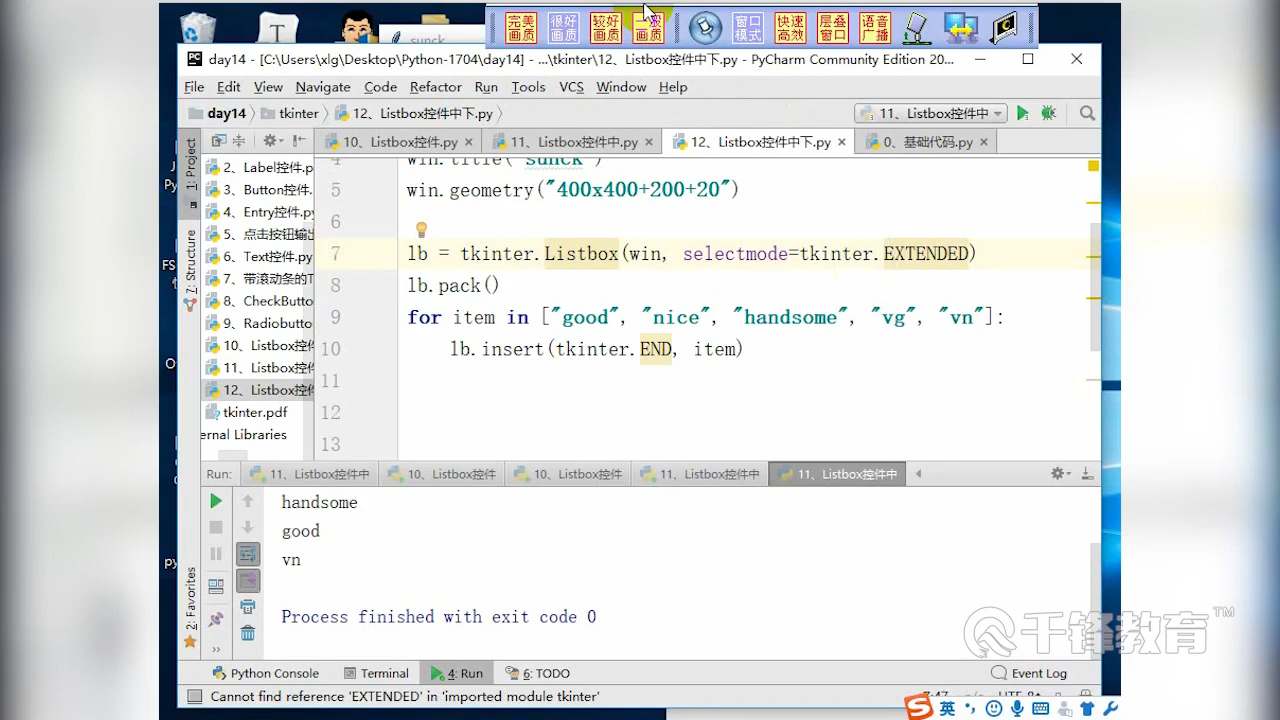 完美画质 很好画质 较好画质 一般画质 窗口模式 快速高效 层叠窗口 语音广播
sunck
day14 - [C:\Users\xlg\Desktop\Python-1704\day14] - ...\tkinter\12、Listbox控件中下.py - PyCharm Community Edition 20...
File Edit View Navigate Code Refactor Run Tools VCS Window Help
day14 tkinter 12、Listbox控件中下.py 11、Listbox控件中
10、Listbox控件.py 11、Listbox控件中.py 12、Listbox控件中下.py 0、基础代码.py
1: Project
7: Structure
2: Favorites
2、Label控件.p
3、Button控件.
4、Entry控件.py
5、点击按钮输出
6、Text控件.py
7、带滚动条的T
8、CheckButto
9、Radiobutto
10、Listbox控件
11、Listbox控件
12、Listbox控件
tkinter.pdf
ernal Libraries
4 win.title("sunck")
5 win.geometry("400x400+200+20")
6
7 lb = tkinter.Listbox(win, selectmode=tkinter.EXTENDED)
8 lb.pack()
9 for item in ["good", "nice", "handsome", "vg", "vn"]:
10 lb.insert(tkinter.END, item)
11
12
13
Run: 11、Listbox控件中 10、Listbox控件 10、Listbox控件 11、Listbox控件中 11、Listbox控件中
handsome
good
vn
Process finished with exit code 0
千锋教育™
Python Console Terminal 4: Run 6: TODO Event Log
Cannot find reference 'EXTENDED' in 'imported module tkinter'
英